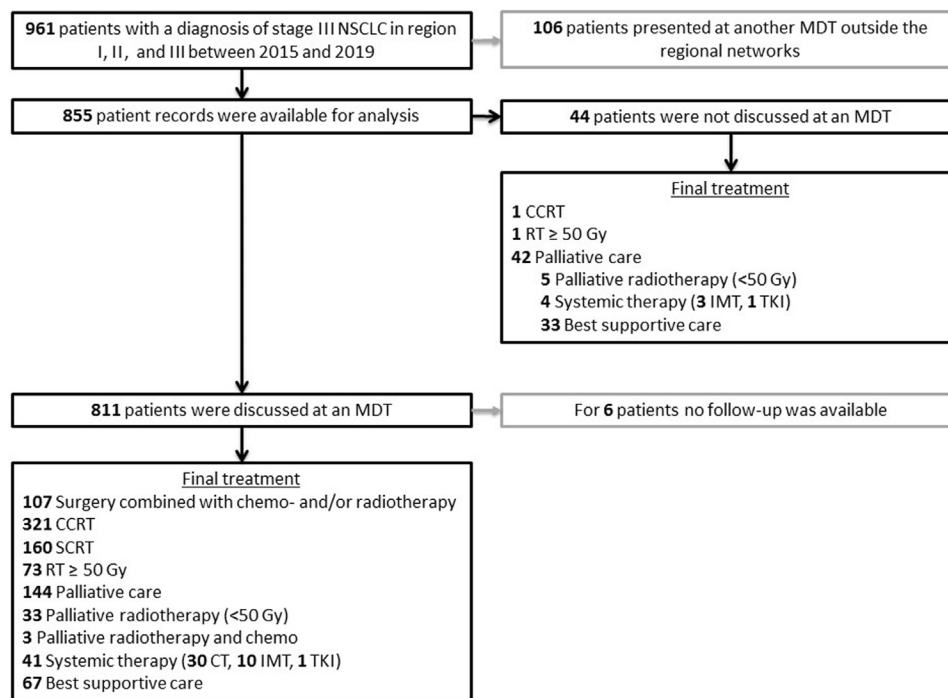 961 patients with a diagnosis of stage III NSCLC in region
I, II, and III between 2015 and 2019
106 patients presented at another MDT outside the
regional networks
855 patient records were available for analysis
44 patients were not discussed at an MDT
Final treatment
1 CCRT
1 RT ≥ 50 Gy
42 Palliative care
5 Palliative radiotherapy (<50 Gy)
4 Systemic therapy (3 IMT, 1 TKI)
33 Best supportive care
811 patients were discussed at an MDT
For 6 patients no follow-up was available
Final treatment
107 Surgery combined with chemo- and/or radiotherapy
321 CCRT
160 SCRT
73 RT ≥ 50 Gy
144 Palliative care
33 Palliative radiotherapy (<50 Gy)
3 Palliative radiotherapy and chemo
41 Systemic therapy (30 CT, 10 IMT, 1 TKI)
67 Best supportive care